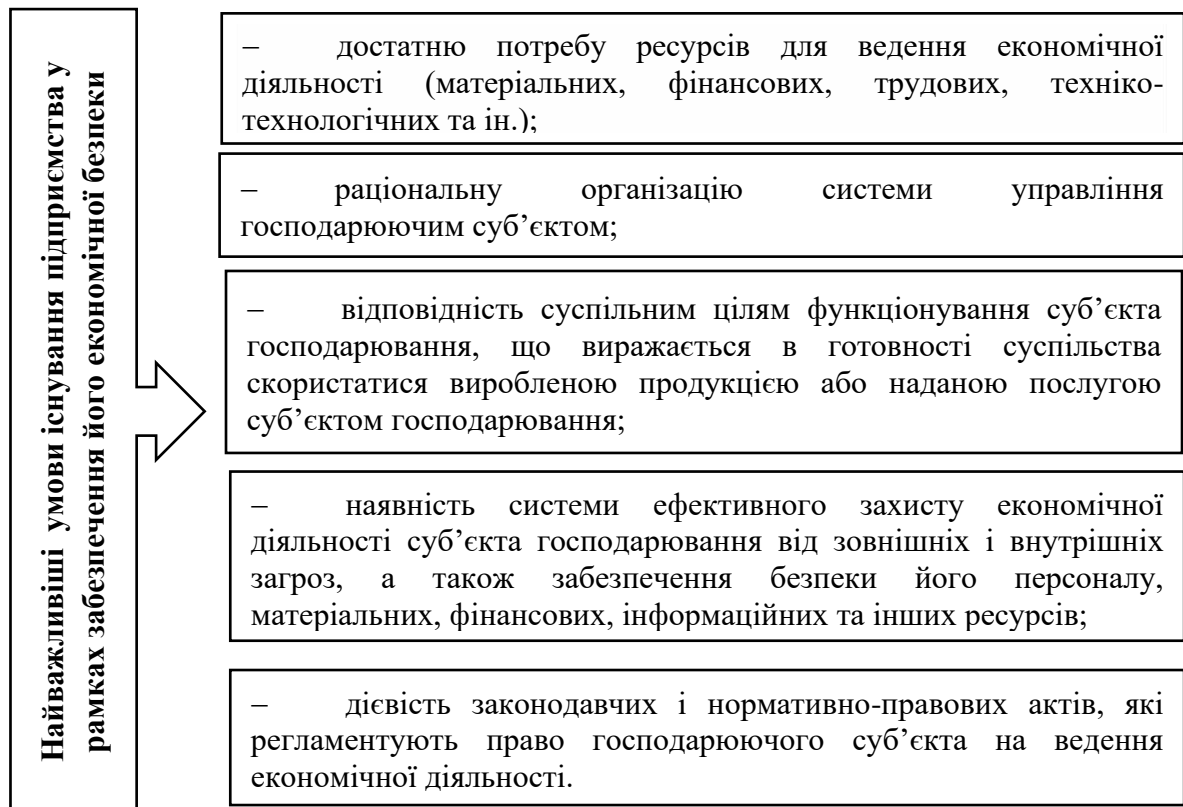 Найважливіші умови існування підприємства у
рамках забезпечення його економічної безпеки
– достатню потребу ресурсів для ведення економічної
діяльності (матеріальних, фінансових, трудових, техніко-
технологічних та ін.);
– раціональну організацію системи управління
господарюючим суб’єктом;
– відповідність суспільним цілям функціонування суб’єкта
господарювання, що виражається в готовності суспільства
скористатися виробленою продукцією або наданою послугою
суб’єктом господарювання;
– наявність системи ефективного захисту економічної
діяльності суб’єкта господарювання від зовнішніх і внутрішніх
загроз, а також забезпечення безпеки його персоналу,
матеріальних, фінансових, інформаційних та інших ресурсів;
– дієвість законодавчих і нормативно-правових актів, які
регламентують право господарюючого суб’єкта на ведення
економічної діяльності.